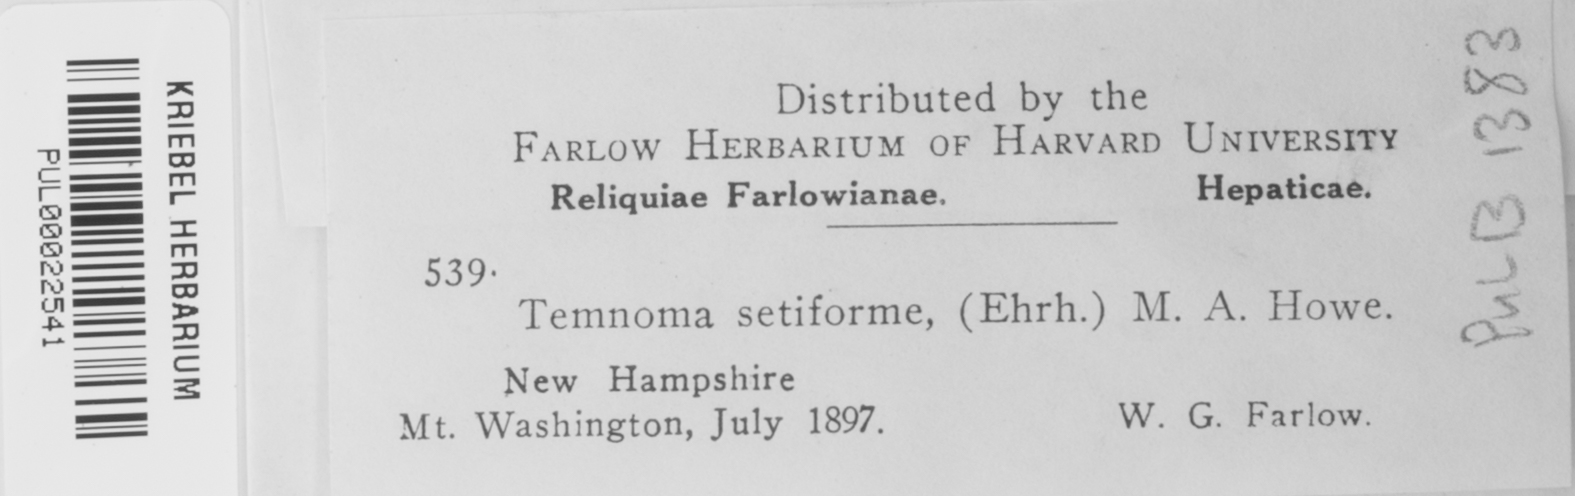 KRIEBEL HERBARIUM
PUL00022541
Distributed by the
FARLOW HERBARIUM OF HARVARD UNIVERSITY
Reliquiae Farlowianae. Hepaticae.
539.
Temnoma setiforme, (Ehrh.) M. A. Howe.
New Hampshire
Mt. Washington, July 1897. W. G. Farlow.
PULB 1383